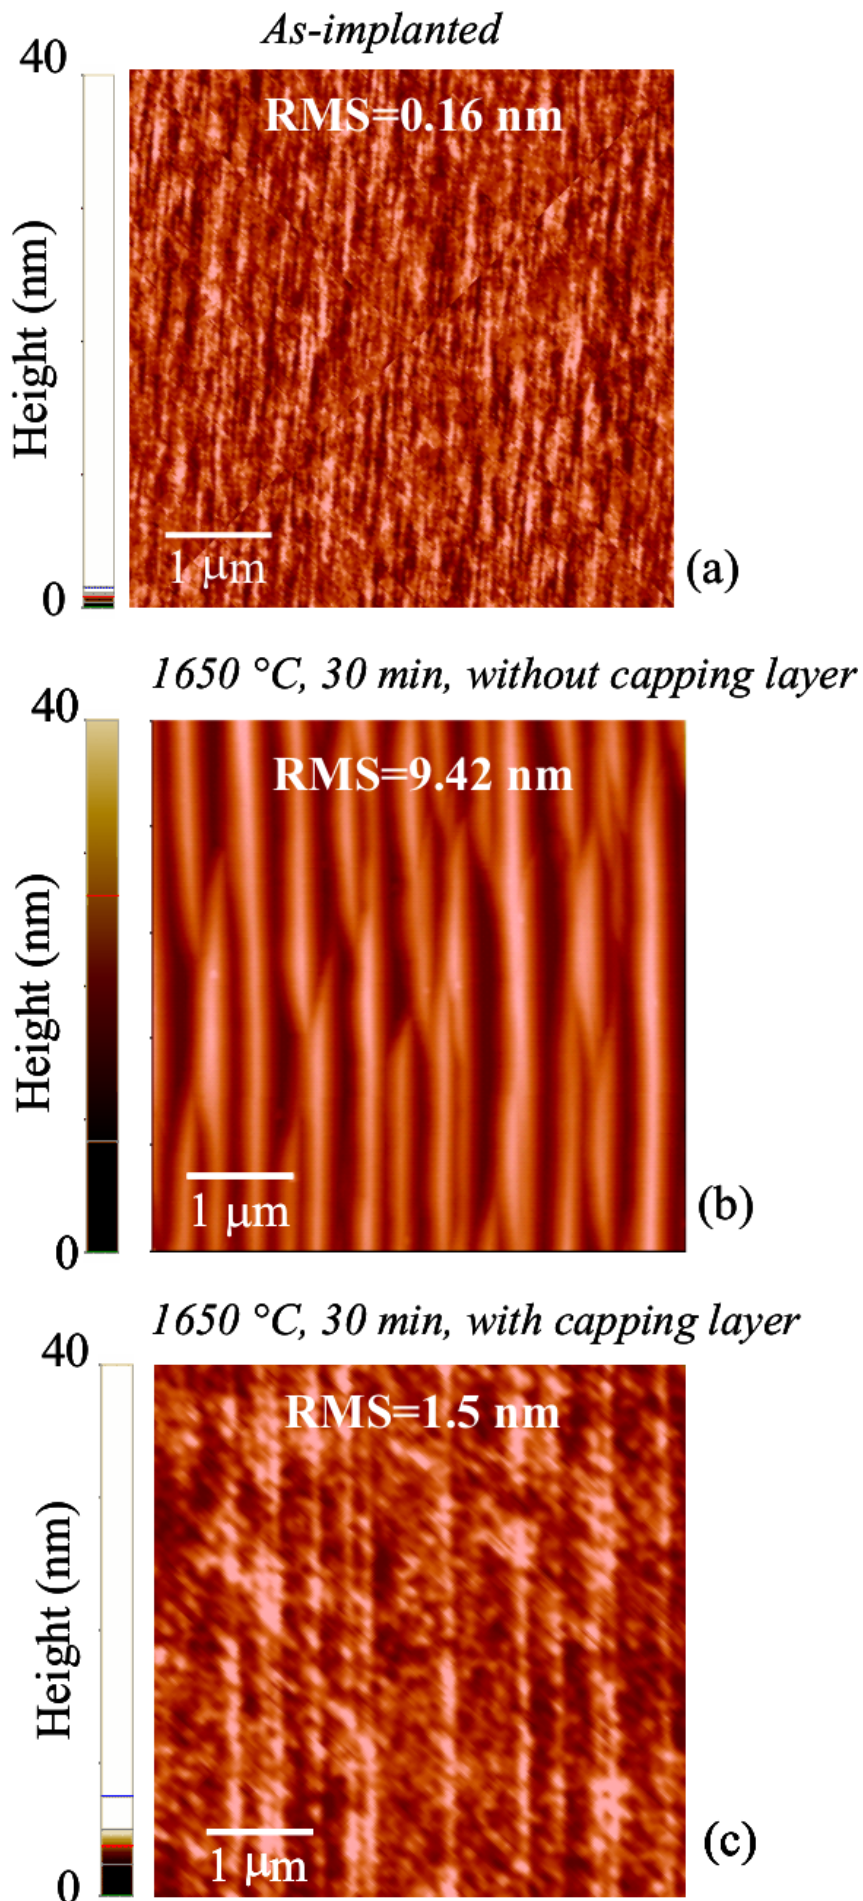 As-implanted
40
RMS=0.16 nm
Height (nm)
1 μm
0
(a)
1650 °C, 30 min, without capping layer
40
RMS=9.42 nm
Height (nm)
1 μm
0
(b)
1650 °C, 30 min, with capping layer
40
RMS=1.5 nm
Height (nm)
1 μm
0
(c)